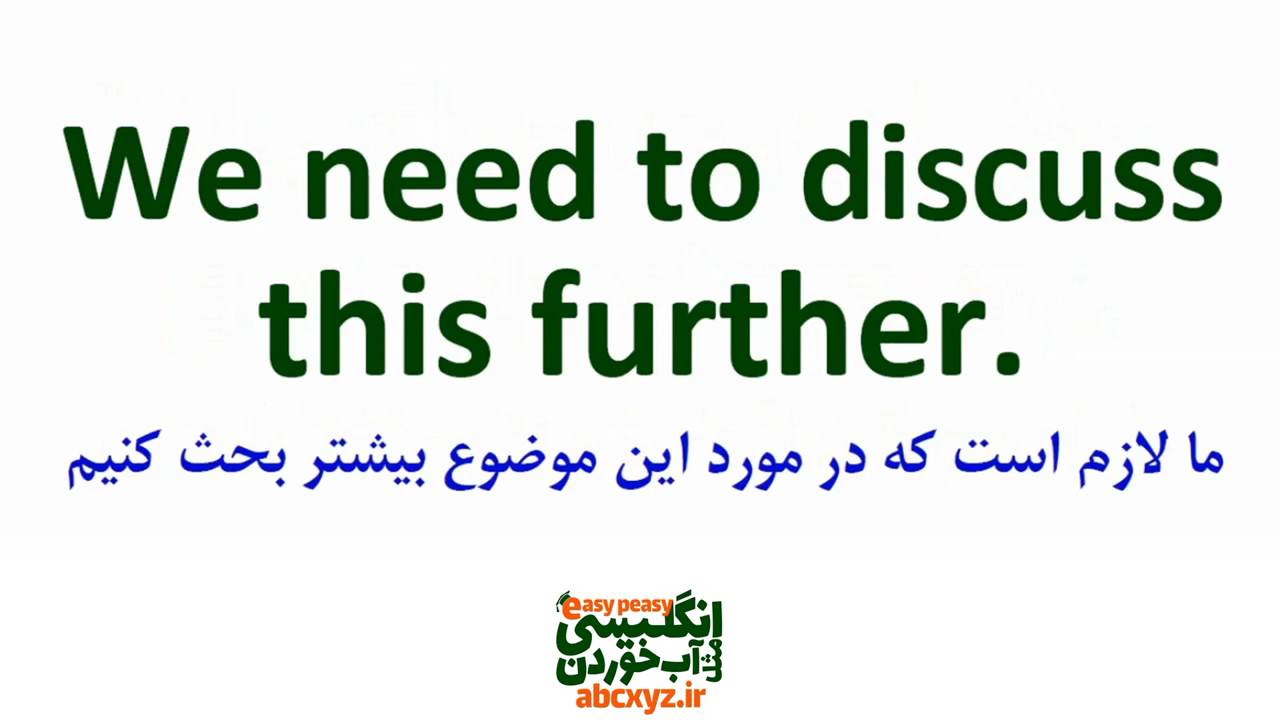 We need to discuss
this further.
ما لازم است که در مورد این موضوع بیشتر بحث کنیم
easy peasy
انگلیسی
مثل آب خوردن
abcxyz.ir